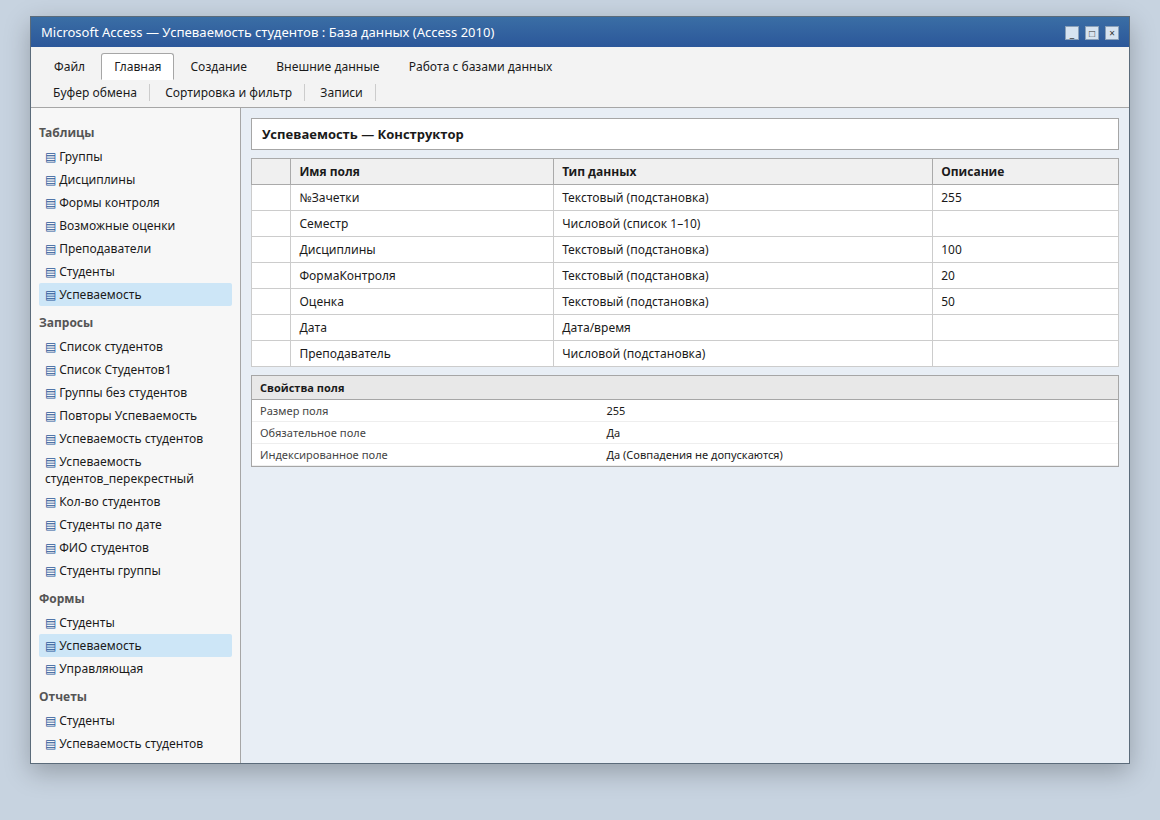 Microsoft Access — Успеваемость студентов : База данных (Access 2010)
Файл Главная Создание Внешние данные Работа с базами данных
Буфер обмена Сортировка и фильтр Записи
Таблицы
Группы
Дисциплины
Формы контроля
Возможные оценки
Преподаватели
Студенты
Успеваемость
Запросы
Список студентов
Список Студентов1
Группы без студентов
Повторы Успеваемость
Успеваемость студентов
Успеваемость
студентов_перекрестный
Кол-во студентов
Студенты по дате
ФИО студентов
Студенты группы
Формы
Студенты
Успеваемость
Управляющая
Отчеты
Студенты
Успеваемость студентов
Успеваемость — Конструктор
Имя поля Тип данных Описание
№Зачетки Текстовый (подстановка) 255
Семестр Числовой (список 1–10)
Дисциплины Текстовый (подстановка) 100
ФормаКонтроля Текстовый (подстановка) 20
Оценка Текстовый (подстановка) 50
Дата Дата/время
Преподаватель Числовой (подстановка)
Свойства поля
Размер поля 255
Обязательное поле Да
Индексированное поле Да (Совпадения не допускаются)